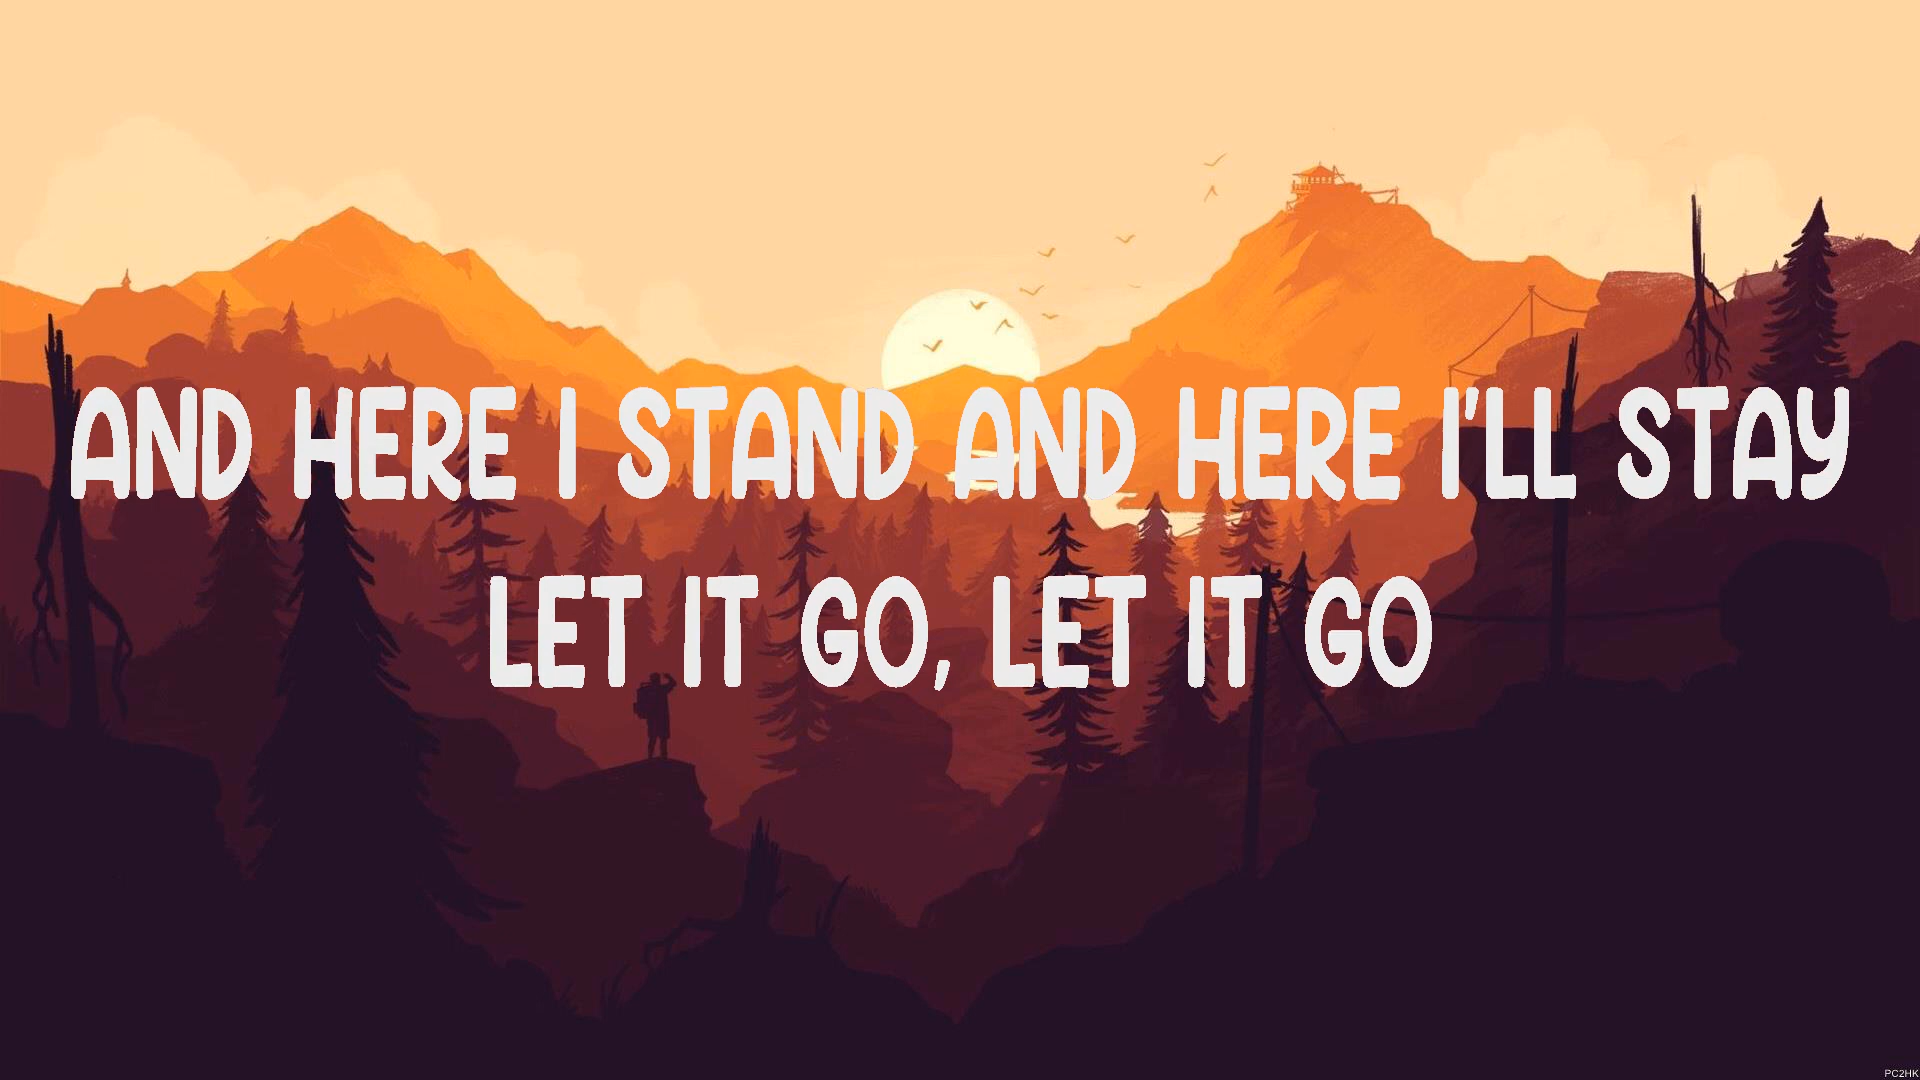 AND HERE I STAND AND HERE I'LL STAY
LET IT GO, LET IT GO
PC2HK